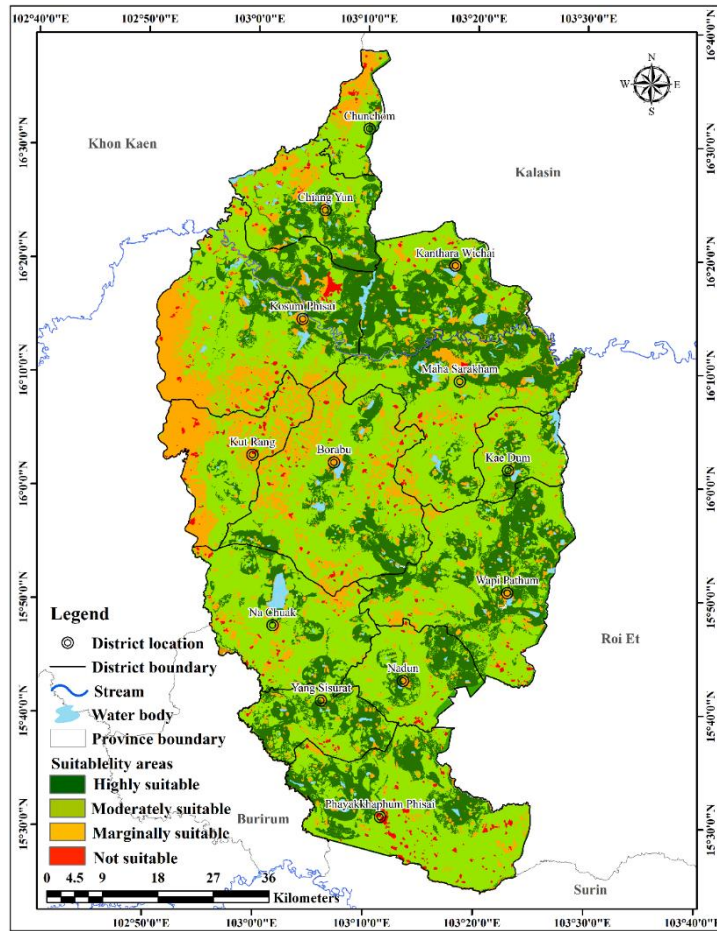 102°40'0"E 102°50'0"E 103°0'0"E 103°10'0"E 103°20'0"E 103°30'0"E
16°40'0"N
N
W E
S
Chunchom
16°30'0"N 16°30'0"N
Khon Kaen
Kalasin
Chiang Yun
Kanthara Wichai
16°20'0"N 16°20'0"N
Kosum Phisai
Maha Sarakham
16°10'0"N 16°10'0"N
Kut Rang
Borabu
Kae Dum
16°0'0"N 16°0'0"N
Wapi Pathum
15°50'0"N 15°50'0"N
Legend
Na Chuak
District location
Roi Et
District boundary
Nadun
Stream
Yang Sisurat
Water body
15°40'0"N 15°40'0"N
Province boundary
Suitablelity areas
Highly suitable
Moderately suitable
Phayakkhaphum Phisai
Burirum
15°30'0"N 15°30'0"N
Marginally suitable
Not suitable
Surin
0 4.5 9 18 27 36
Kilometers
102°50'0"E 103°0'0"E 103°10'0"E 103°20'0"E 103°30'0"E 103°40'0"E